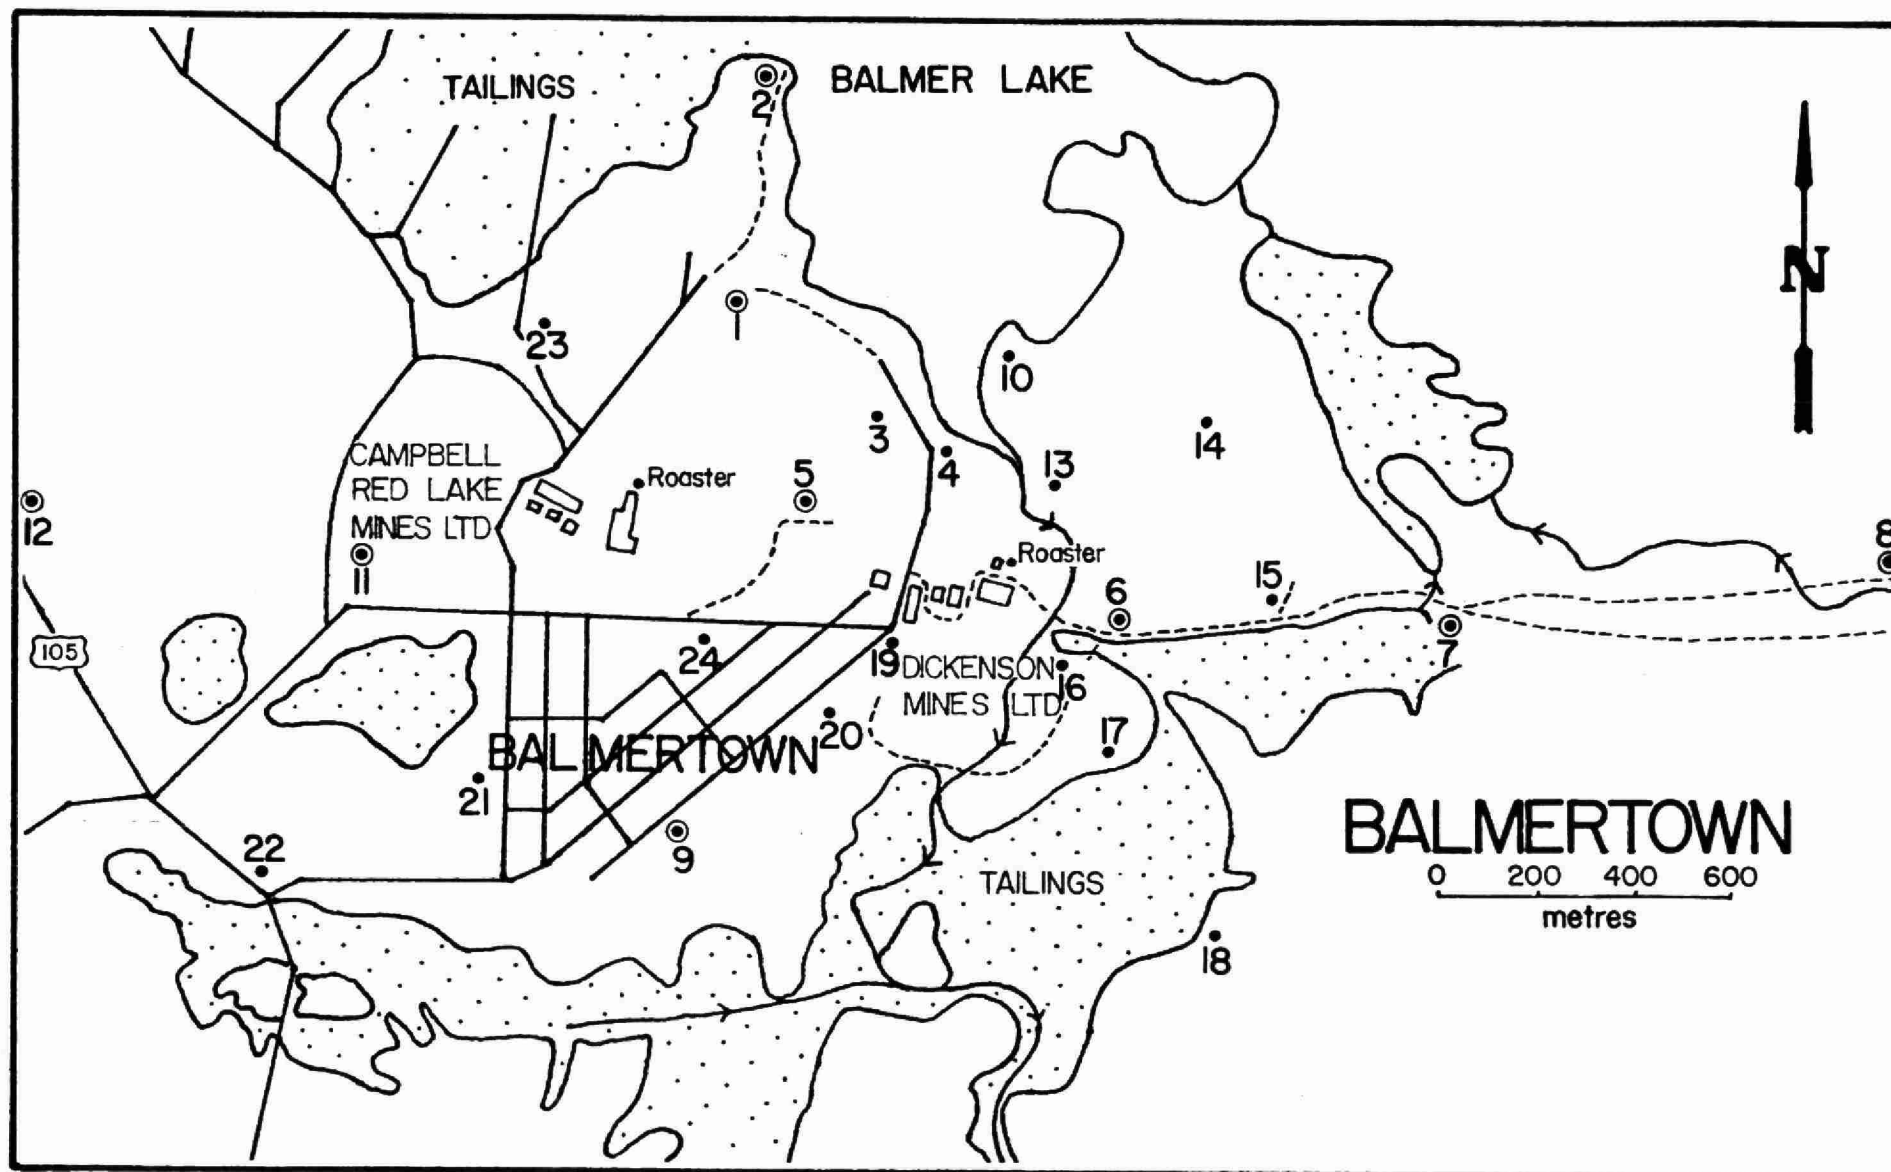 TAILINGS
BALMER LAKE
2
N
1
23
10
3
14
4
13
CAMPBELL
RED LAKE
MINES LTD
Roaster
5
12
11
Roaster
6
15
8
7
105
24
19
DICKENSON
MINES LTD
16
BALMERTOWN
20
17
21
22
9
TAILINGS
18
BALMERTOWN
0 200 400 600
metres